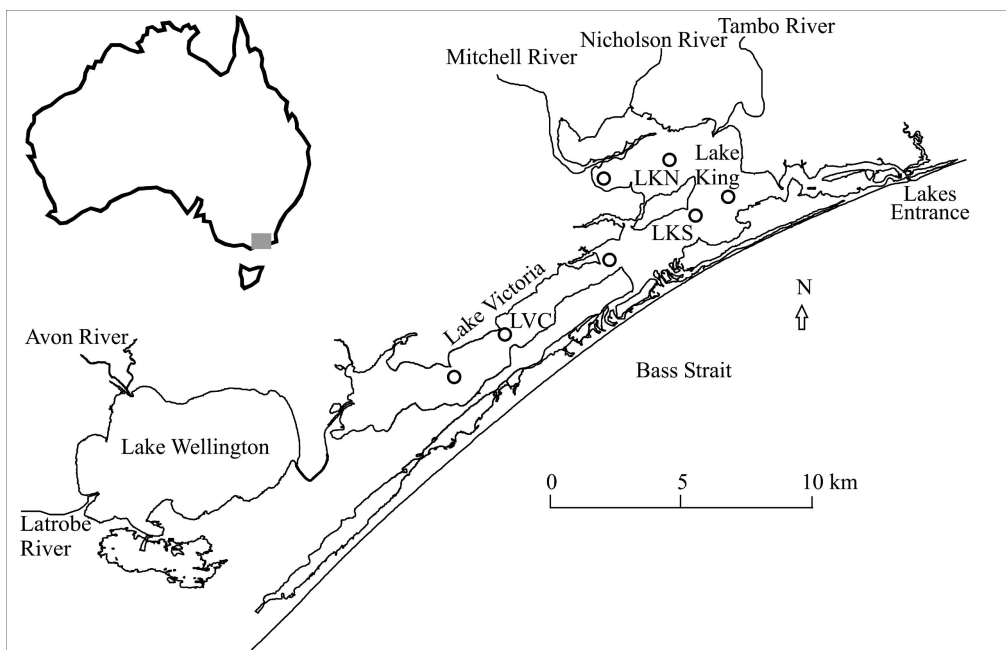 Tambo River
Nicholson River
Mitchell River
Lake
King
LKN
Lakes
Entrance
LKS
Lake Victoria
N
LVC
Avon River
Bass Strait
Lake Wellington
0 5 10 km
Latrobe
River